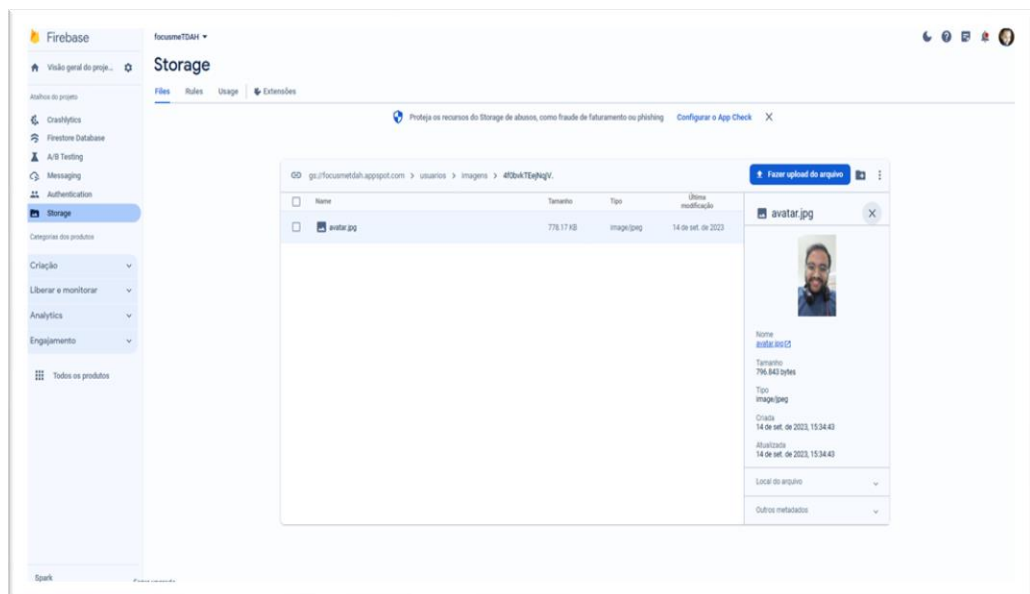 Firebase
Visão geral do proje...
Atalhos do projeto
Crashlytics
Firestore Database
A/B Testing
Messaging
Authentication
Storage
Categorias dos produtos
Criação
Liberar e monitorar
Analytics
Engajamento
Todos os produtos
Spark
focusmeTDAH
Storage
Files Rules Usage Extensões
Proteja os recursos do Storage de abusos, como fraude de faturamento ou phishing Configurar o App Check
gs://focusmetdah.appspot.com > usuarios > imagens >
Fazer upload do arquivo
Name Tamanho Tipo Última modificação
avatar.jpg 778.17 KB image/jpeg 14 de set. de 2023
avatar.jpg
Nome
avatar.jpg
Tamanho
796.843 bytes
Tipo
image/jpeg
Criada
14 de set. de 2023, 15:34:43
Atualizada
14 de set. de 2023, 15:34:43
Local do arquivo
Outros metadados